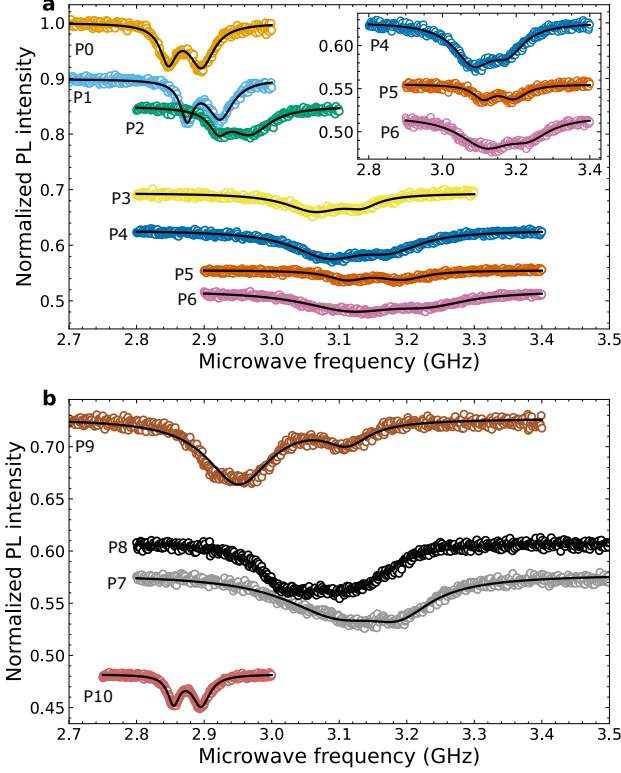 a
1.0
0.9
0.8
0.7
0.6
0.5
Normalized PL intensity
P0
P1
P2
P3
P4
P5
P6
0.60
0.55
0.50
P4
P5
P6
2.8 3.0 3.2 3.4
2.7 2.8 2.9 3.0 3.1 3.2 3.3 3.4 3.5
Microwave frequency (GHz)
b
0.70
0.65
0.60
0.55
0.50
0.45
Normalized PL intensity
P9
P8
P7
P10
2.7 2.8 2.9 3.0 3.1 3.2 3.3 3.4 3.5
Microwave frequency (GHz)